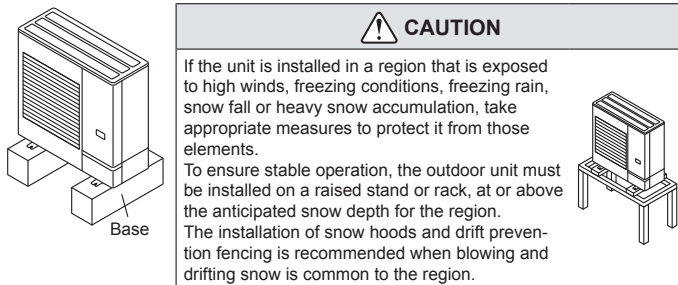 CAUTION
If the unit is installed in a region that is exposed
to high winds, freezing conditions, freezing rain,
snow fall or heavy snow accumulation, take
appropriate measures to protect it from those
elements.
To ensure stable operation, the outdoor unit must
be installed on a raised stand or rack, at or above
the anticipated snow depth for the region.
The installation of snow hoods and drift preven-
tion fencing is recommended when blowing and
drifting snow is common to the region.
Base